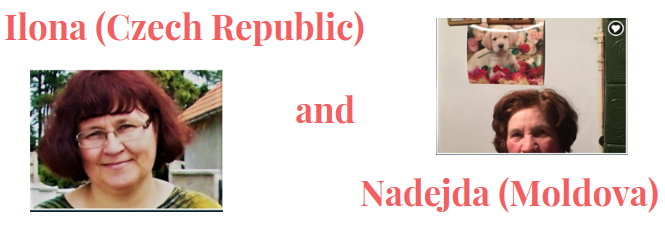 Ilona (Czech Republic)
and
Nadejda (Moldova)